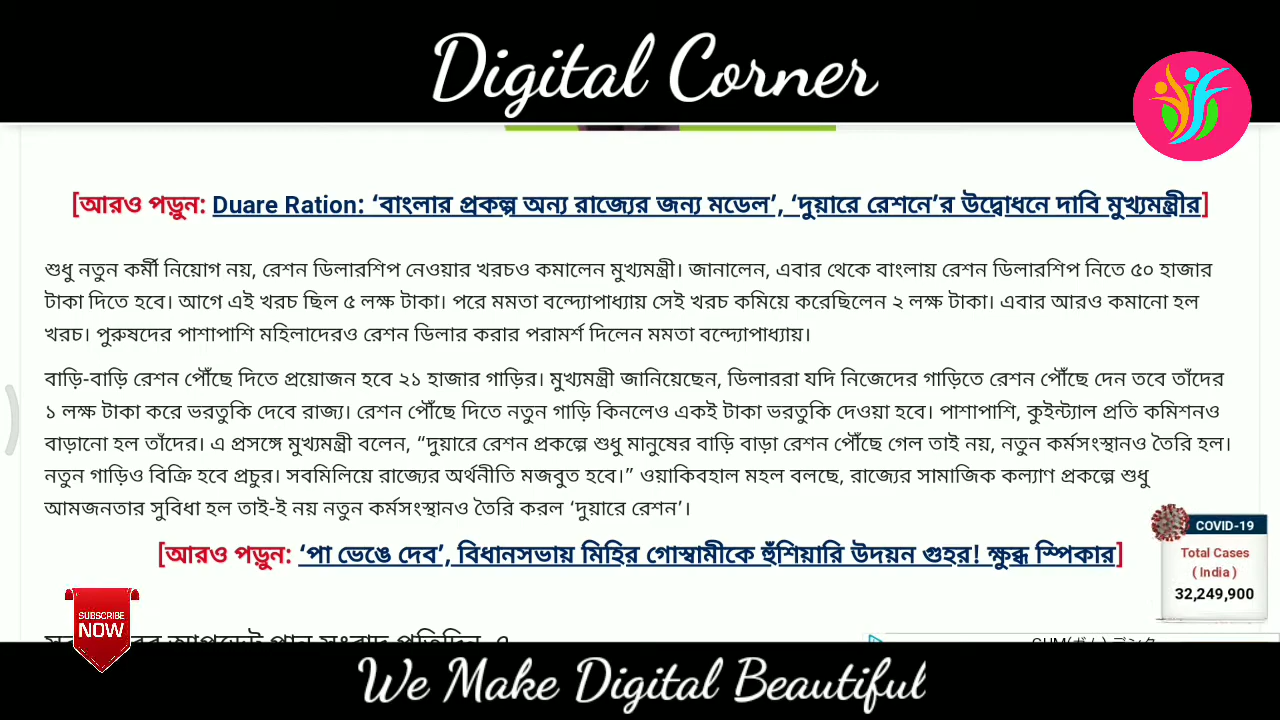 Digital Corner
[আরও পড়ুন: Duare Ration: ‘বাংলার প্রকল্প অন্য রাজ্যের জন্য মডেল’, ‘দুয়ারে রেশনে’র উদ্বোধনে দাবি মুখ্যমন্ত্রীর]
শুধু নতুন কর্মী নিয়োগ নয়, রেশন ডিলারশিপ নেওয়ার খরচও কমালেন মুখ্যমন্ত্রী। জানালেন, এবার থেকে বাংলায় রেশন ডিলারশিপ নিতে ৫০ হাজার
টাকা দিতে হবে। আগে এই খরচ ছিল ৫ লক্ষ টাকা। পরে মমতা বন্দ্যোপাধ্যায় সেই খরচ কমিয়ে করেছিলেন ২ লক্ষ টাকা। এবার আরও কমানো হল
খরচ। পুরুষদের পাশাপাশি মহিলাদেরও রেশন ডিলার করার পরামর্শ দিলেন মমতা বন্দ্যোপাধ্যায়।
বাড়ি-বাড়ি রেশন পৌঁছে দিতে প্রয়োজন হবে ২১ হাজার গাড়ির। মুখ্যমন্ত্রী জানিয়েছেন, ডিলাররা যদি নিজেদের গাড়িতে রেশন পৌঁছে দেন তবে তাঁদের
১ লক্ষ টাকা করে ভরতুকি দেবে রাজ্য। রেশন পৌঁছে দিতে নতুন গাড়ি কিনলেও একই টাকা ভরতুকি দেওয়া হবে। পাশাপাশি, কুইন্ট্যাল প্রতি কমিশনও
বাড়ানো হল তাঁদের। এ প্রসঙ্গে মুখ্যমন্ত্রী বলেন, “দুয়ারে রেশন প্রকল্পে শুধু মানুষের বাড়ি বাড়া রেশন পৌঁছে গেল তাই নয়, নতুন কর্মসংস্থানও তৈরি হল।
নতুন গাড়িও বিক্রি হবে প্রচুর। সবমিলিয়ে রাজ্যের অর্থনীতি মজবুত হবে।” ওয়াকিবহাল মহল বলছে, রাজ্যের সামাজিক কল্যাণ প্রকল্পে শুধু
আমজনতার সুবিধা হল তাই-ই নয় নতুন কর্মসংস্থানও তৈরি করল ‘দুয়ারে রেশন’।
COVID-19
Total Cases
( India )
32,249,900
[আরও পড়ুন: ‘পা ভেঙে দেব’, বিধানসভায় মিহির গোস্বামীকে হুঁশিয়ারি উদয়ন গুহর! ক্ষুব্ধ স্পিকার]
SUBSCRIBE
NOW
We Make Digital Beautiful